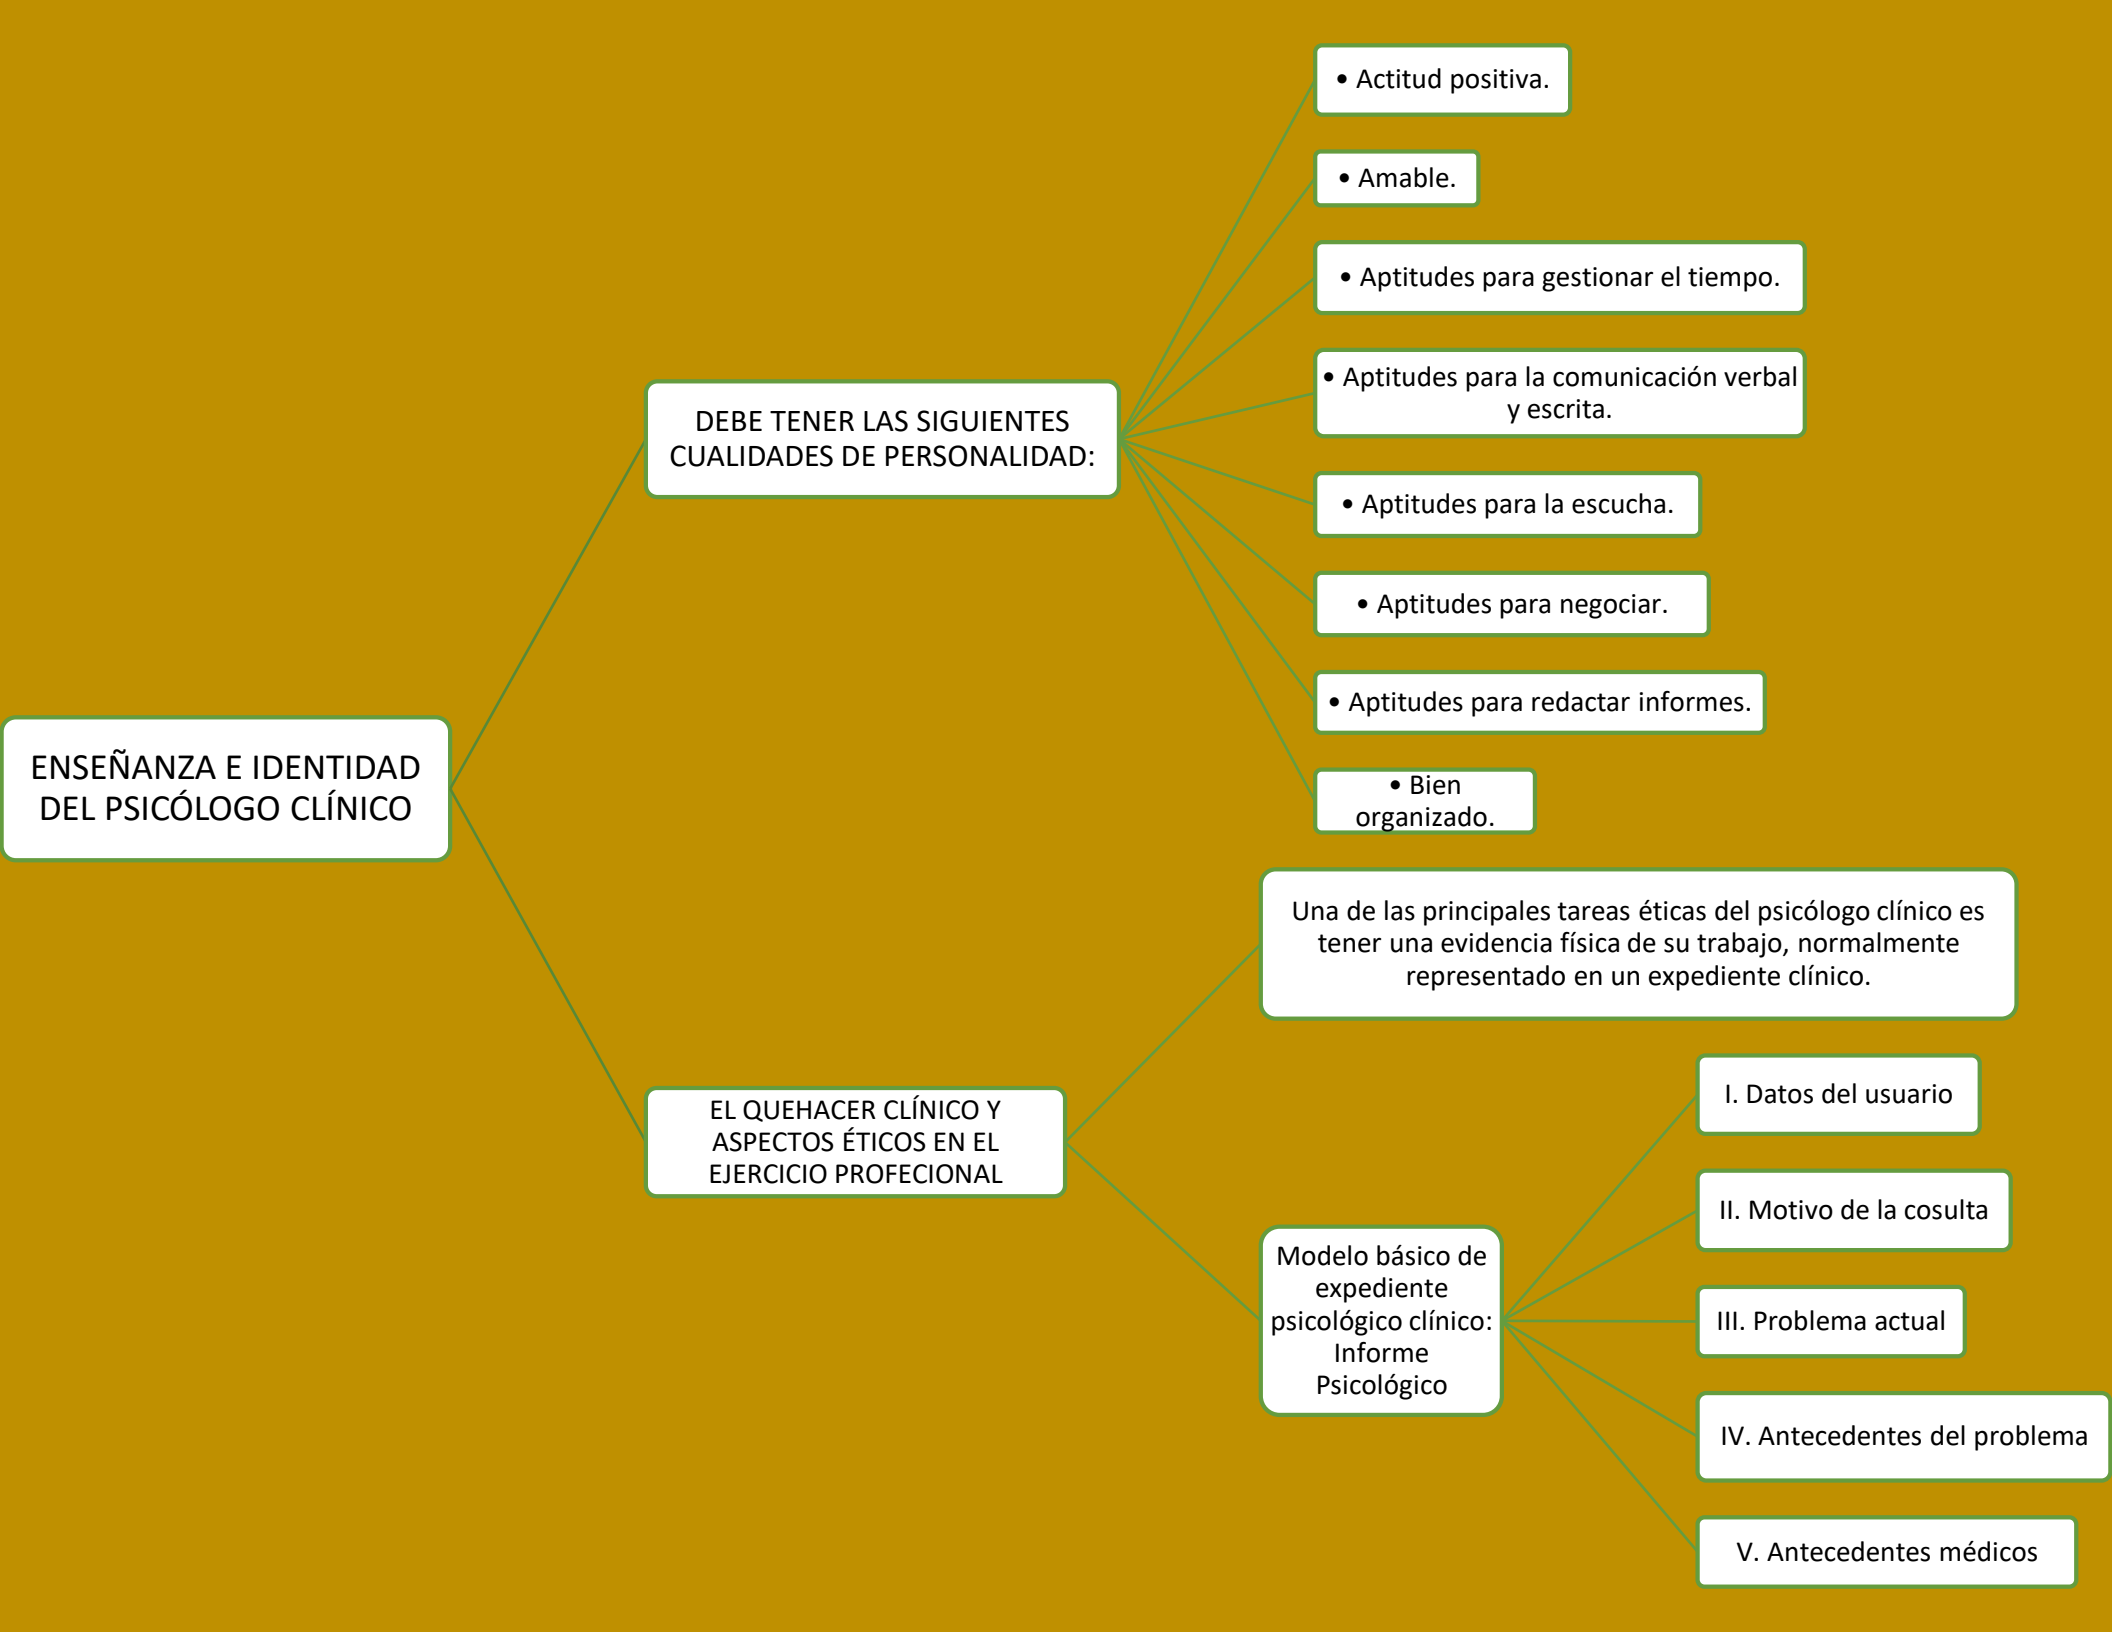 ENSEÑANZA E IDENTIDAD
DEL PSICÓLOGO CLÍNICO
DEBE TENER LAS SIGUIENTES
CUALIDADES DE PERSONALIDAD:
• Actitud positiva.
• Amable.
• Aptitudes para gestionar el tiempo.
• Aptitudes para la comunicación verbal
y escrita.
• Aptitudes para la escucha.
• Aptitudes para negociar.
• Aptitudes para redactar informes.
• Bien
organizado.
EL QUEHACER CLÍNICO Y
ASPECTOS ÉTICOS EN EL
EJERCICIO PROFECIONAL
Una de las principales tareas éticas del psicólogo clínico es
tener una evidencia física de su trabajo, normalmente
representado en un expediente clínico.
Modelo básico de
expediente
psicológico clínico:
Informe
Psicológico
I. Datos del usuario
II. Motivo de la cosulta
III. Problema actual
IV. Antecedentes del problema
V. Antecedentes médicos